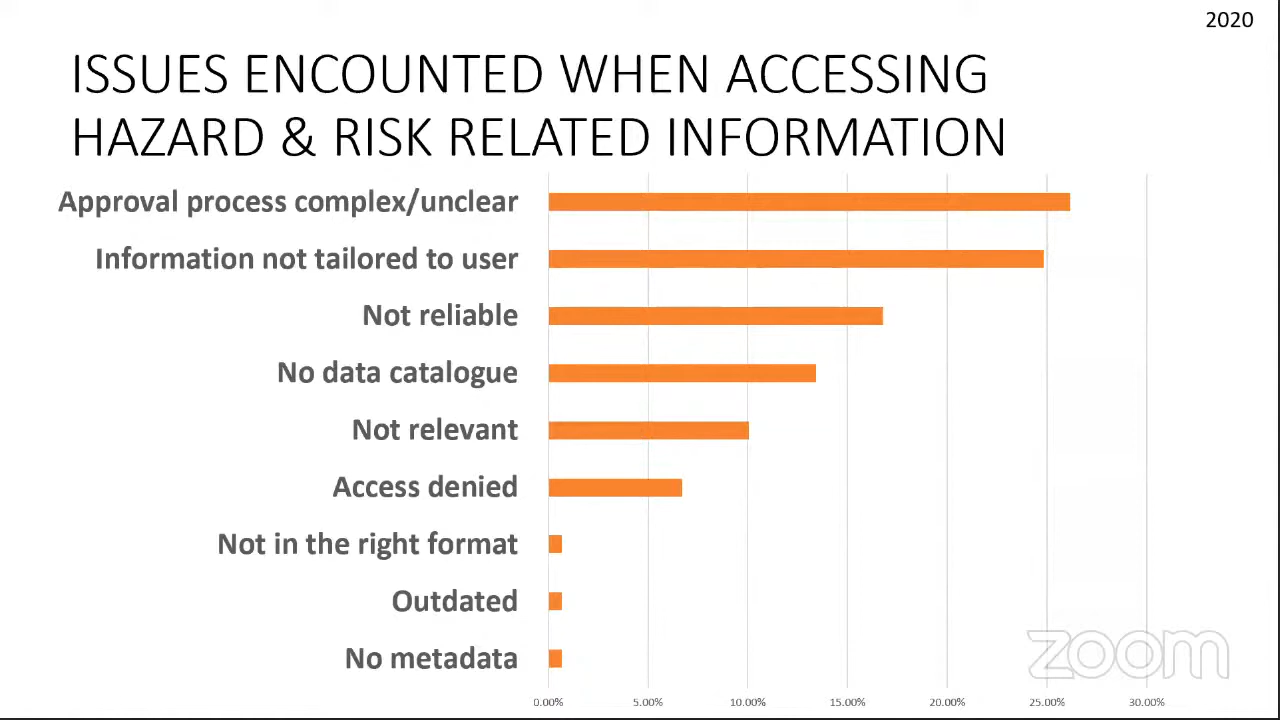 2020
ISSUES ENCOUNTED WHEN ACCESSING
HAZARD & RISK RELATED INFORMATION
Approval process complex/unclear
Information not tailored to user
Not reliable
No data catalogue
Not relevant
Access denied
Not in the right format
Outdated
No metadata
0.00% 5.00% 10.00% 15.00% 20.00% 25.00% 30.00%
zoom